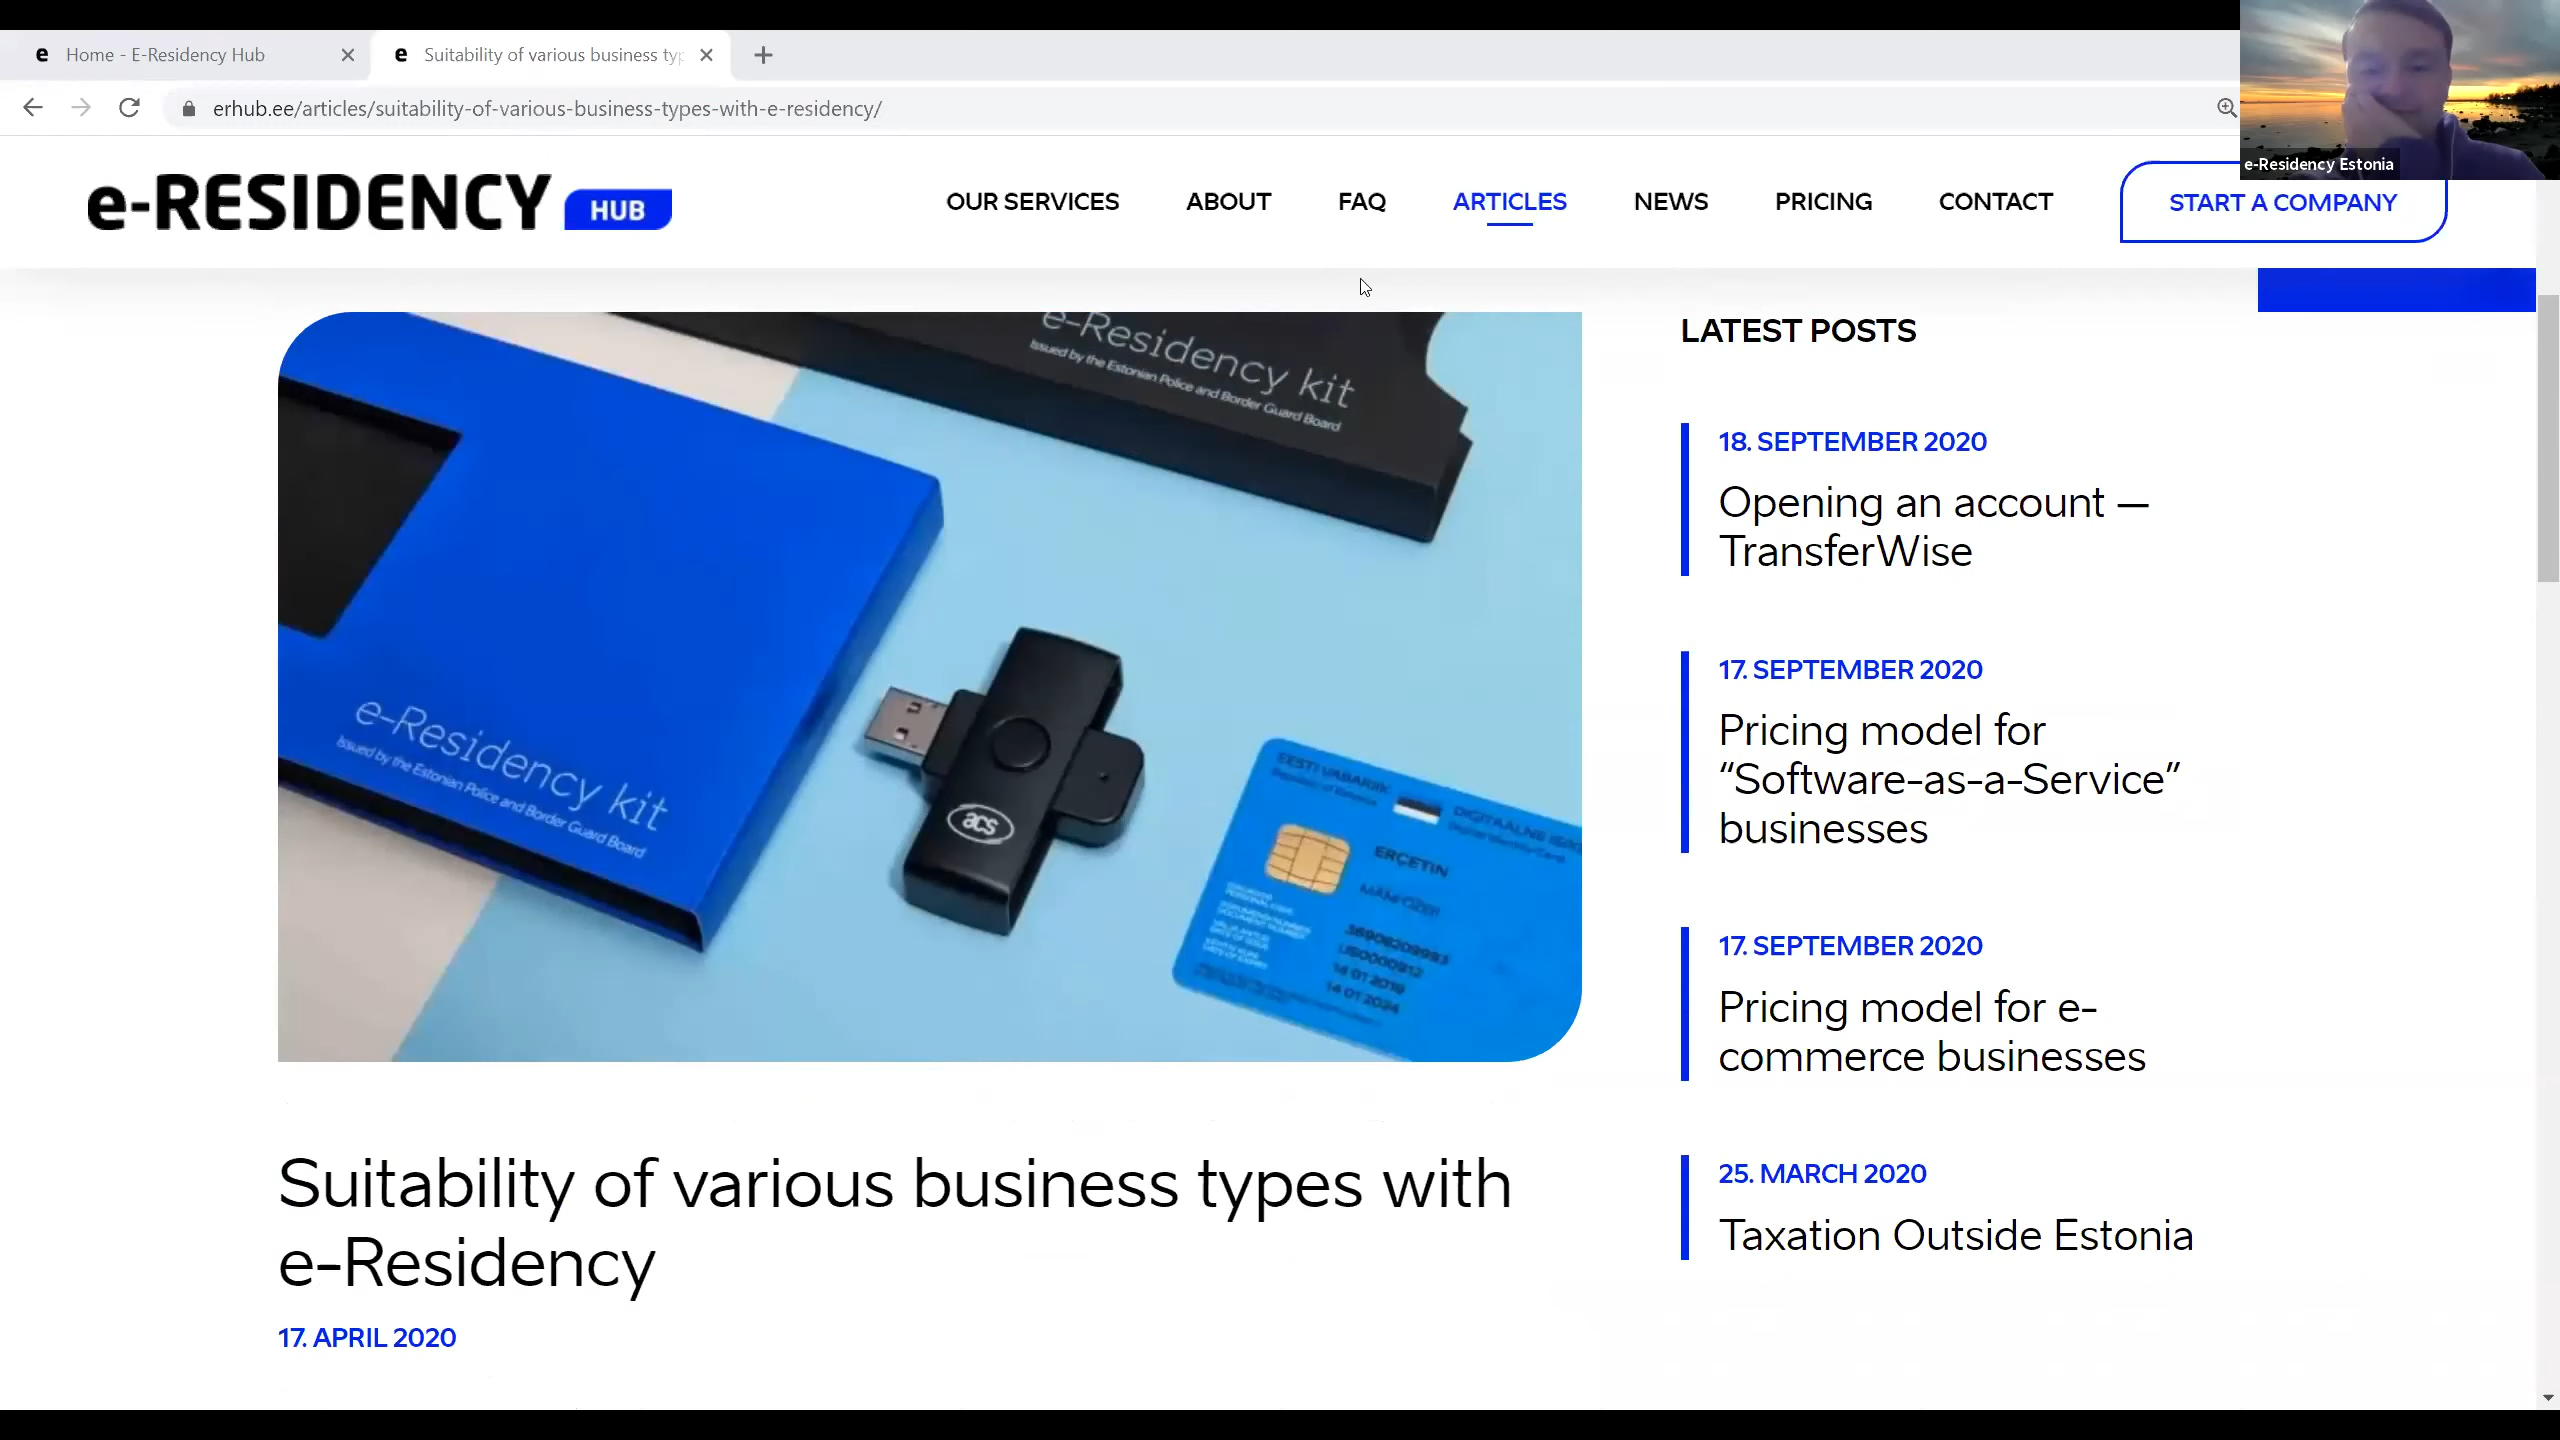 Home - E-Residency Hub
Suitability of various business typ
erhub.ee/articles/suitability-of-various-business-types-with-e-residency/
e-Residency Estonia
e-RESIDENCY HUB
OUR SERVICES
ABOUT
FAQ
ARTICLES
NEWS
PRICING
CONTACT
START A COMPANY
e-Residency kit
Issued by the Estonian Police and Border Guard Board
e-Residency kit
Issued by the Estonian Police and Border Guard Board
acs
EESTI VABARIIK
ERÇETIN
14 01 2024
Suitability of various business types with
e-Residency
17. APRIL 2020
LATEST POSTS
18. SEPTEMBER 2020
Opening an account —
TransferWise
17. SEPTEMBER 2020
Pricing model for
“Software-as-a-Service”
businesses
17. SEPTEMBER 2020
Pricing model for e-
commerce businesses
25. MARCH 2020
Taxation Outside Estonia